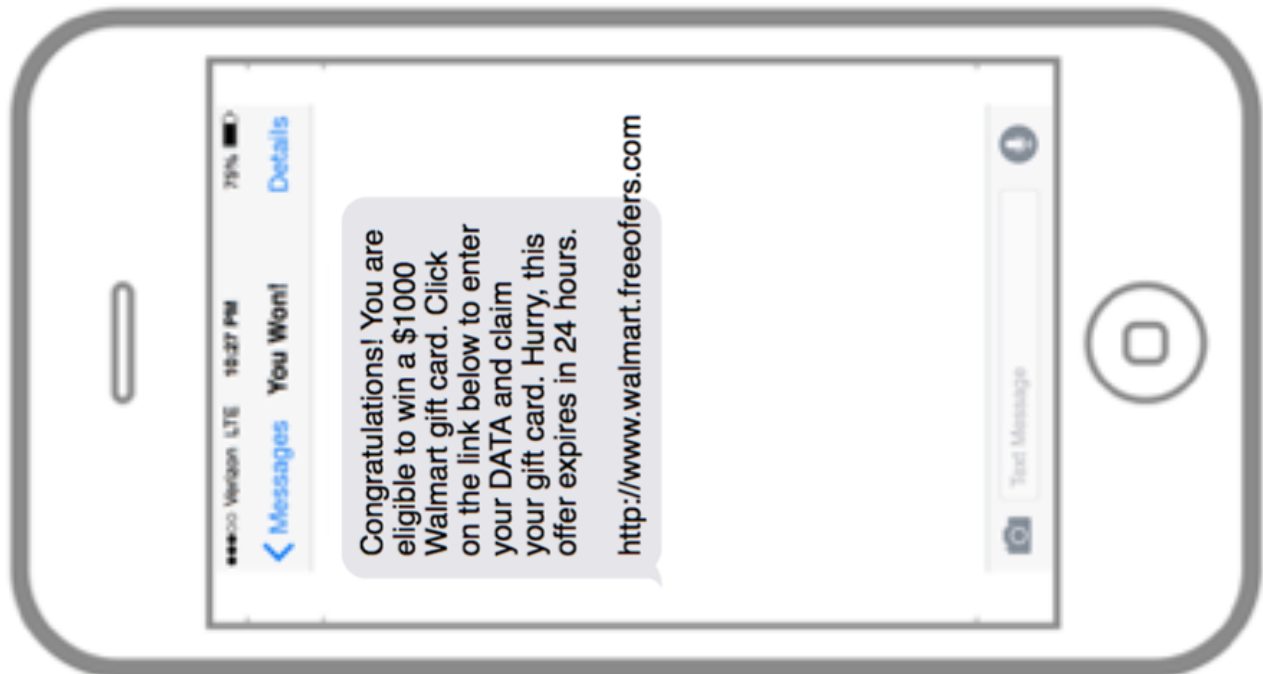 ●●●○○ Verizon LTE 10:27 PM 75%
Messages You Won! Details
Congratulations! You are
eligible to win a $1000
Walmart gift card. Click
on the link below to enter
your DATA and claim
your gift card. Hurry, this
offer expires in 24 hours.
http://www.walmart.freeofers.com
Text Message